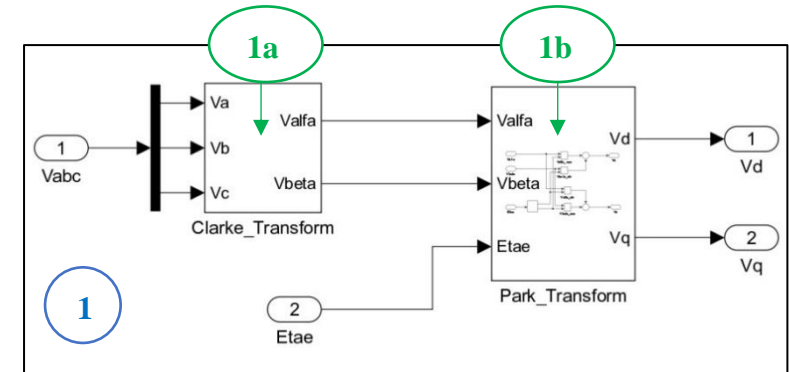 1a
1b
Va
Vb
Vc
Valfa
Vbeta
Clarke_Transform
1
Vabc
Valfa
Vbeta
Etae
Vd
Vq
Park_Transform
1
Vd
2
Vq
2
Etae
1